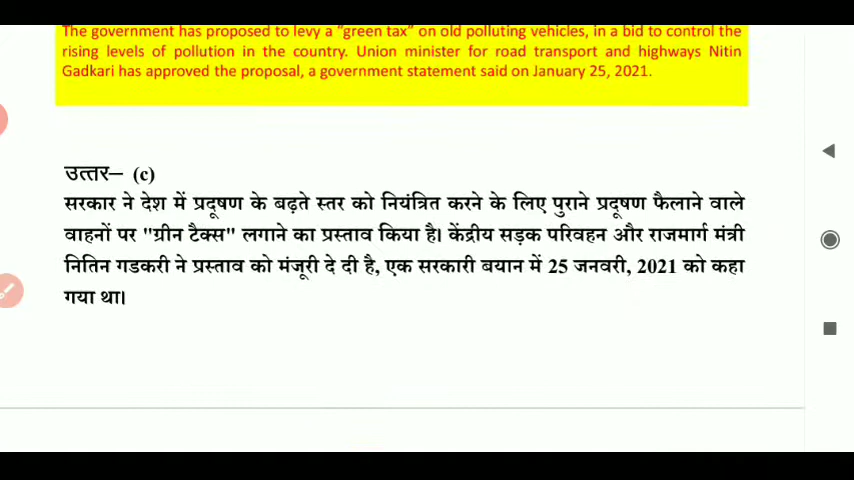 The government has proposed to levy a "green tax" on old polluting vehicles, in a bid to control the
rising levels of pollution in the country. Union minister for road transport and highways Nitin
Gadkari has approved the proposal, a government statement said on January 25, 2021.
उत्तर– (c)
सरकार ने देश में प्रदूषण के बढ़ते स्तर को नियंत्रित करने के लिए पुराने प्रदूषण फैलाने वाले
वाहनों पर "ग्रीन टैक्स" लगाने का प्रस्ताव किया है। केंद्रीय सड़क परिवहन और राजमार्ग मंत्री
नितिन गडकरी ने प्रस्ताव को मंजूरी दे दी है, एक सरकारी बयान में 25 जनवरी, 2021 को कहा
गया था।